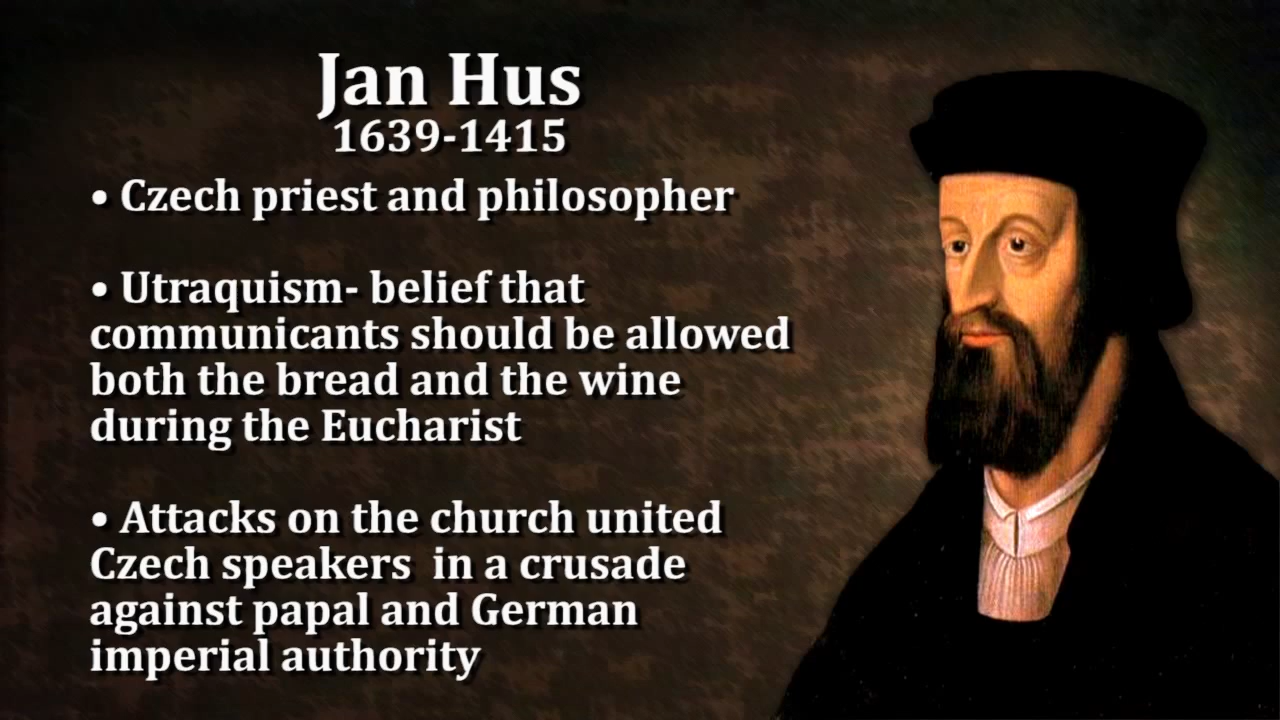 Jan Hus
1639-1415
• Czech priest and philosopher
• Utraquism- belief that
communicants should be allowed
both the bread and the wine
during the Eucharist
• Attacks on the church united
Czech speakers  in a crusade
against papal and German
imperial authority